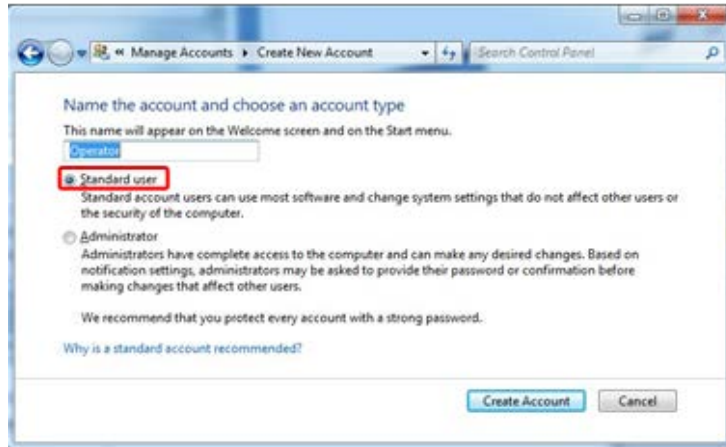 « Manage Accounts ▸ Create New Account
Search Control Panel
Name the account and choose an account type
This name will appear on the Welcome screen and on the Start menu.
Operator
Standard user
Standard account users can use most software and change system settings that do not affect other users or
the security of the computer.
Administrator
Administrators have complete access to the computer and can make any desired changes. Based on
notification settings, administrators may be asked to provide their password or confirmation before
making changes that affect other users.
We recommend that you protect every account with a strong password.
Why is a standard account recommended?
Create Account
Cancel